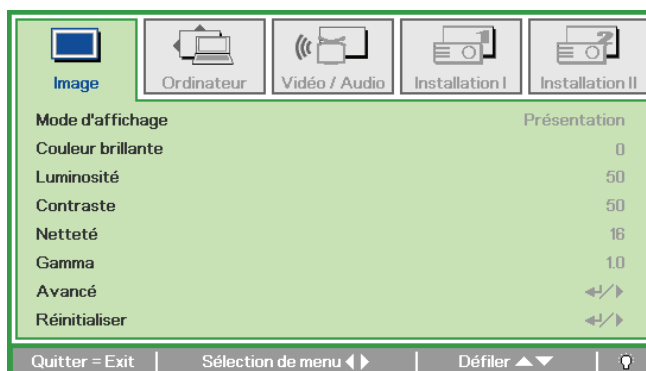 Image Ordinateur Vidéo / Audio Installation I Installation II
Mode d'affichage Présentation
Couleur brillante 0
Luminosité 50
Contraste 50
Netteté 16
Gamma 1.0
Avancé
Réinitialiser
Quitter = Exit Sélection de menu Défiler